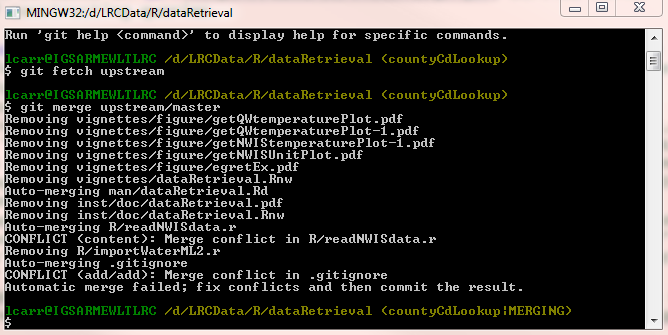 MINGW32:/d/LRCData/R/dataRetrieval
Run 'git help <command>' to display help for specific commands.
lcarr@IGSARMEWLTLRC /d/LRCData/R/dataRetrieval (countyCdLookup)
$ git fetch upstream
lcarr@IGSARMEWLTLRC /d/LRCData/R/dataRetrieval (countyCdLookup)
$ git merge upstream/master
Removing vignettes/figure/getQWtemperaturePlot.pdf
Removing vignettes/figure/getQWtemperaturePlot-1.pdf
Removing vignettes/figure/getNWIStemperaturePlot-1.pdf
Removing vignettes/figure/getNWISUnitPlot.pdf
Removing vignettes/figure/egretEx.pdf
Removing vignettes/dataRetrieval.Rnw
Auto-merging man/dataRetrieval.Rd
Removing inst/doc/dataRetrieval.pdf
Removing inst/doc/dataRetrieval.Rnw
Auto-merging R/readNWISdata.r
CONFLICT (content): Merge conflict in R/readNWISdata.r
Removing R/importWaterML2.r
Auto-merging .gitignore
CONFLICT (add/add): Merge conflict in .gitignore
Automatic merge failed; fix conflicts and then commit the result.
lcarr@IGSARMEWLTLRC /d/LRCData/R/dataRetrieval (countyCdLookup|MERGING)
$